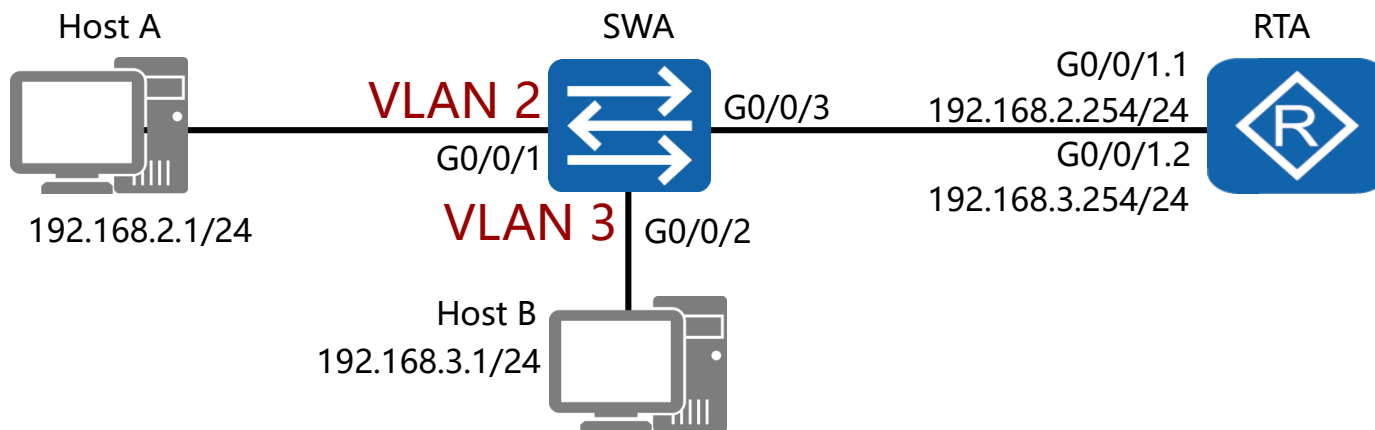 Host A
SWA
RTA
VLAN 2
G0/0/1
G0/0/3
G0/0/1.1
192.168.2.254/24
G0/0/1.2
192.168.3.254/24
R
192.168.2.1/24
VLAN 3
G0/0/2
Host B
192.168.3.1/24